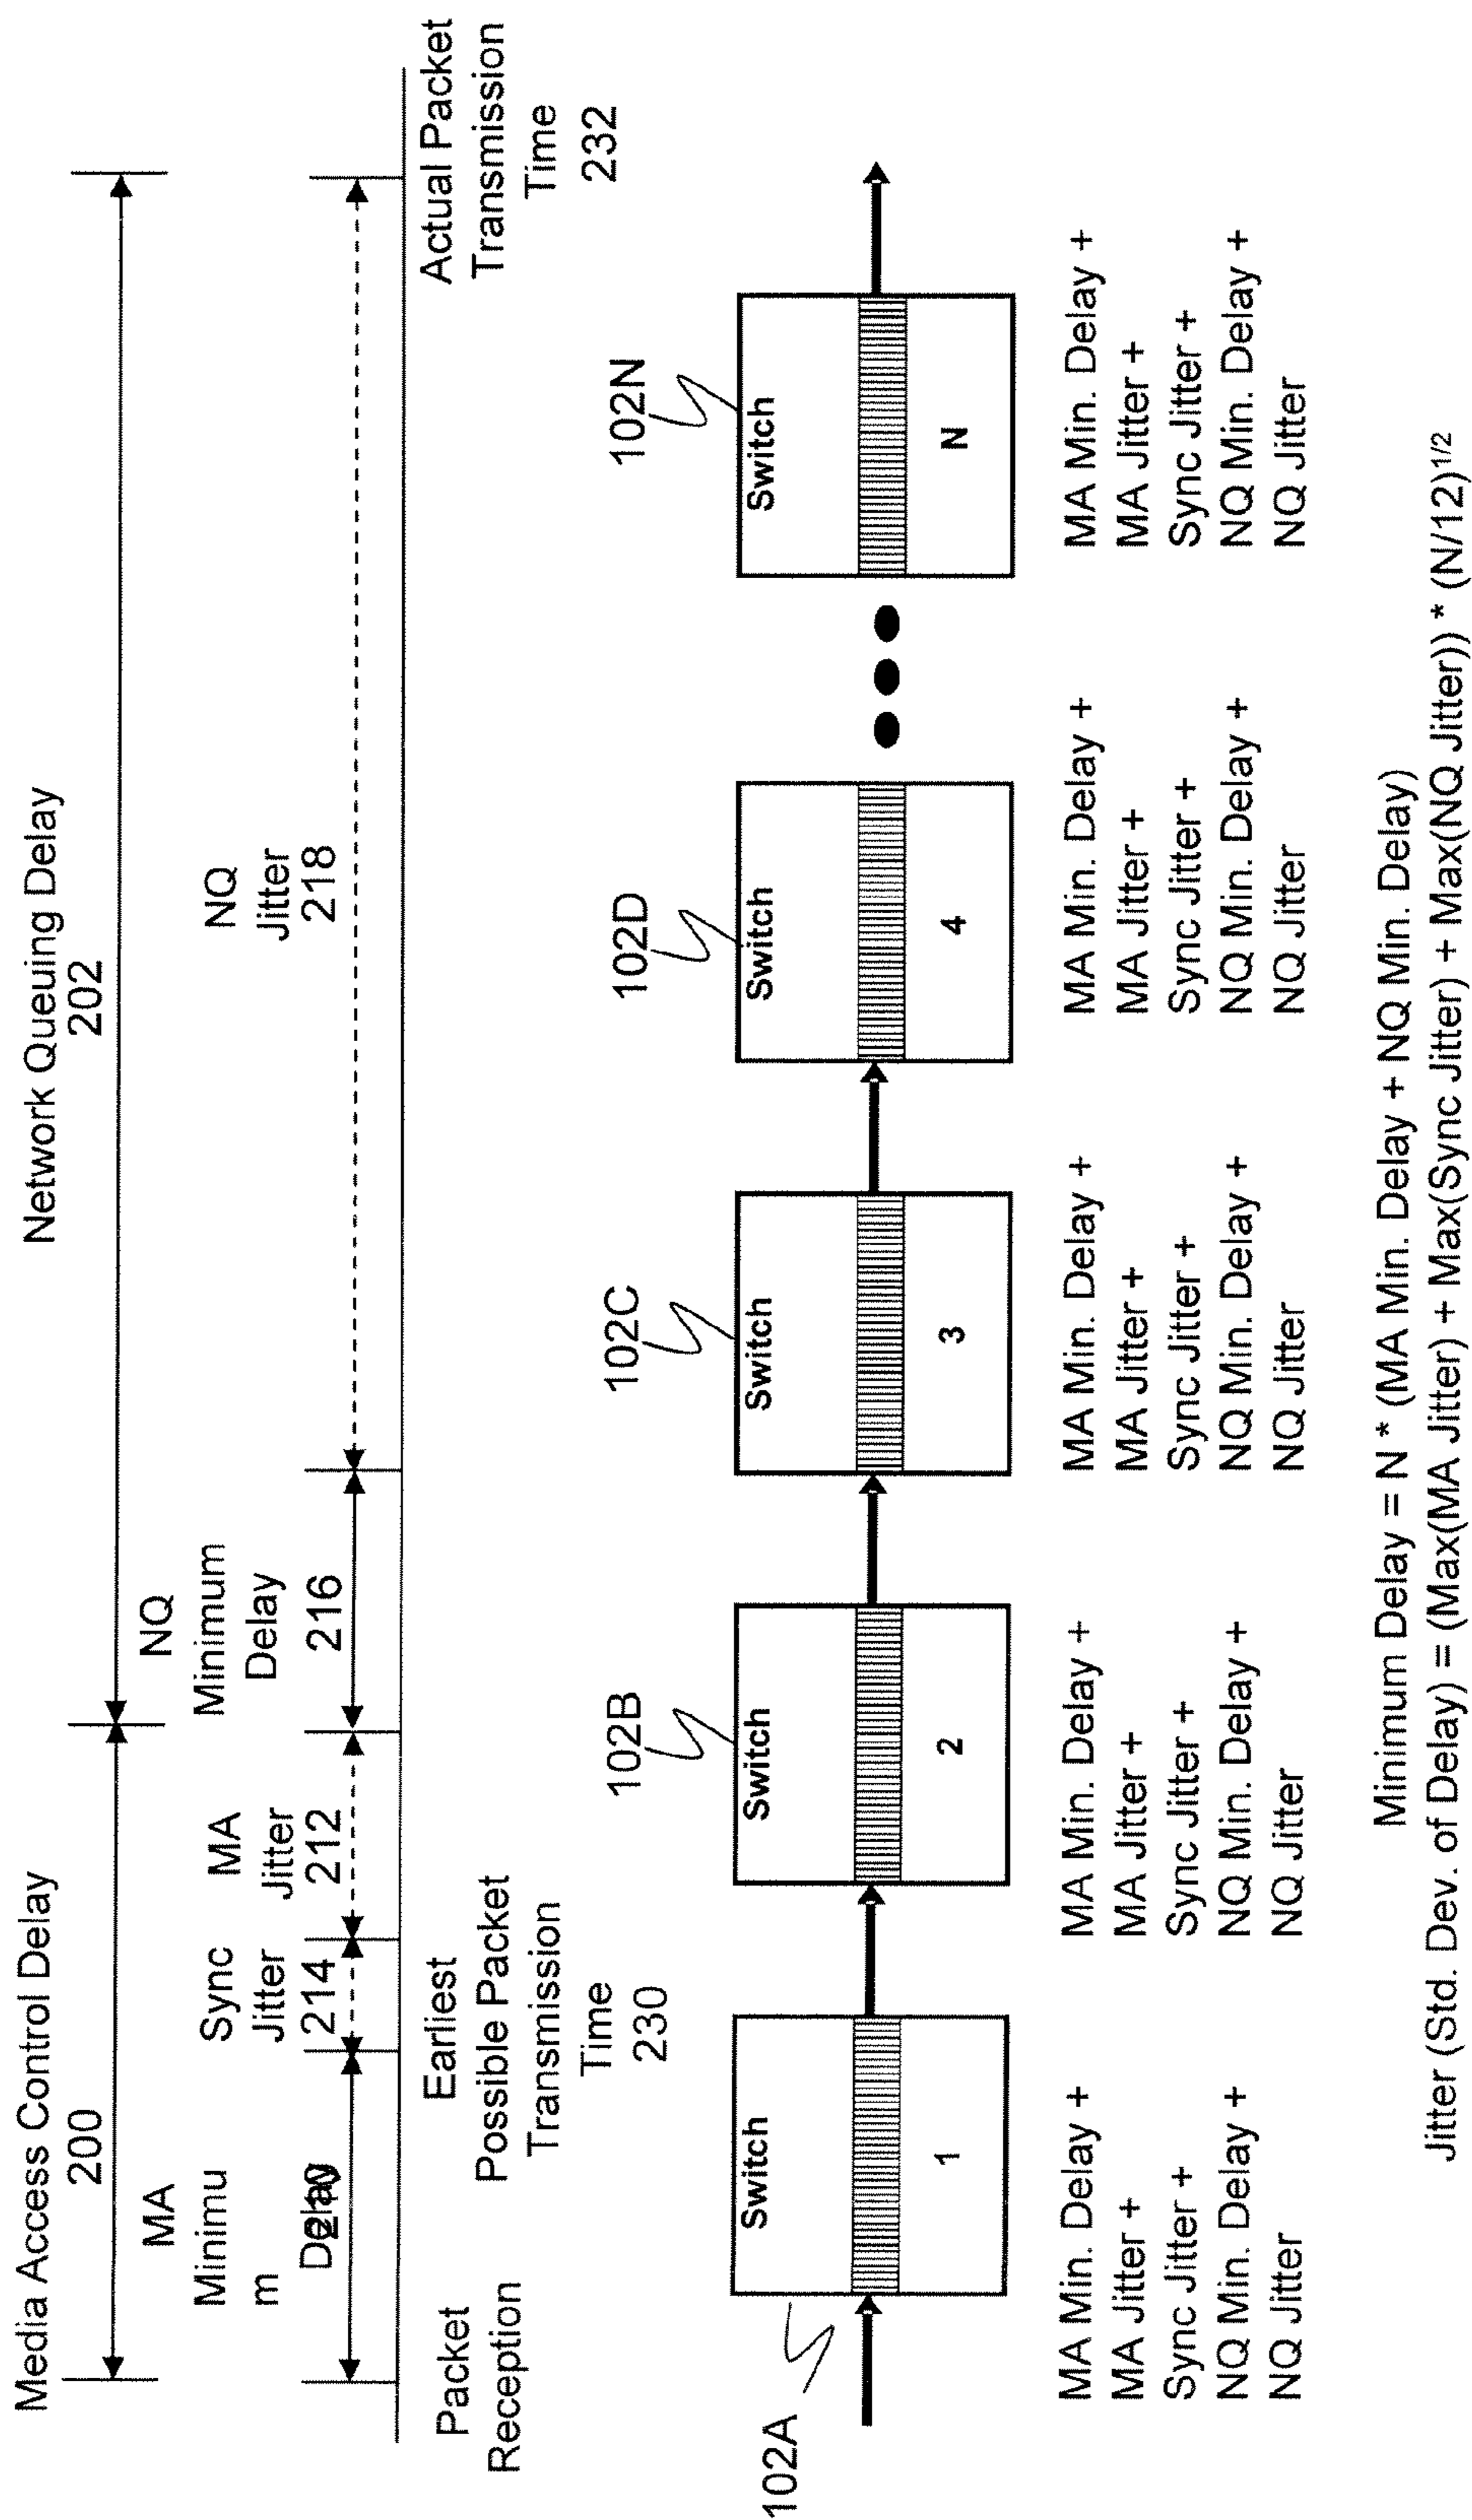 Media Access Control Delay
200
Network Queuing Delay
202
MA
Minimu
m
Delay
210
Sync
Jitter
214
MA
Jitter
212
NQ
Minimum
Delay
216
NQ
Jitter
218
Packet
Reception
Earliest
Possible Packet
Transmission
Time
230
Actual Packet
Transmission
Time
232
102A
Switch
1
102B
Switch
2
102C
Switch
3
102D
Switch
4
102N
Switch
N
MA Min. Delay +
MA Jitter +
Sync Jitter +
NQ Min. Delay +
NQ Jitter
MA Min. Delay +
MA Jitter +
Sync Jitter +
NQ Min. Delay +
NQ Jitter
MA Min. Delay +
MA Jitter +
Sync Jitter +
NQ Min. Delay +
NQ Jitter
MA Min. Delay +
MA Jitter +
Sync Jitter +
NQ Min. Delay +
NQ Jitter
MA Min. Delay +
MA Jitter +
Sync Jitter +
NQ Min. Delay +
NQ Jitter
Minimum Delay = N * (MA Min. Delay + NQ Min. Delay)
Jitter (Std. Dev. of Delay) = (Max(MA Jitter) + Max(Sync Jitter) + Max(NQ Jitter)) * (N/12)^1/2